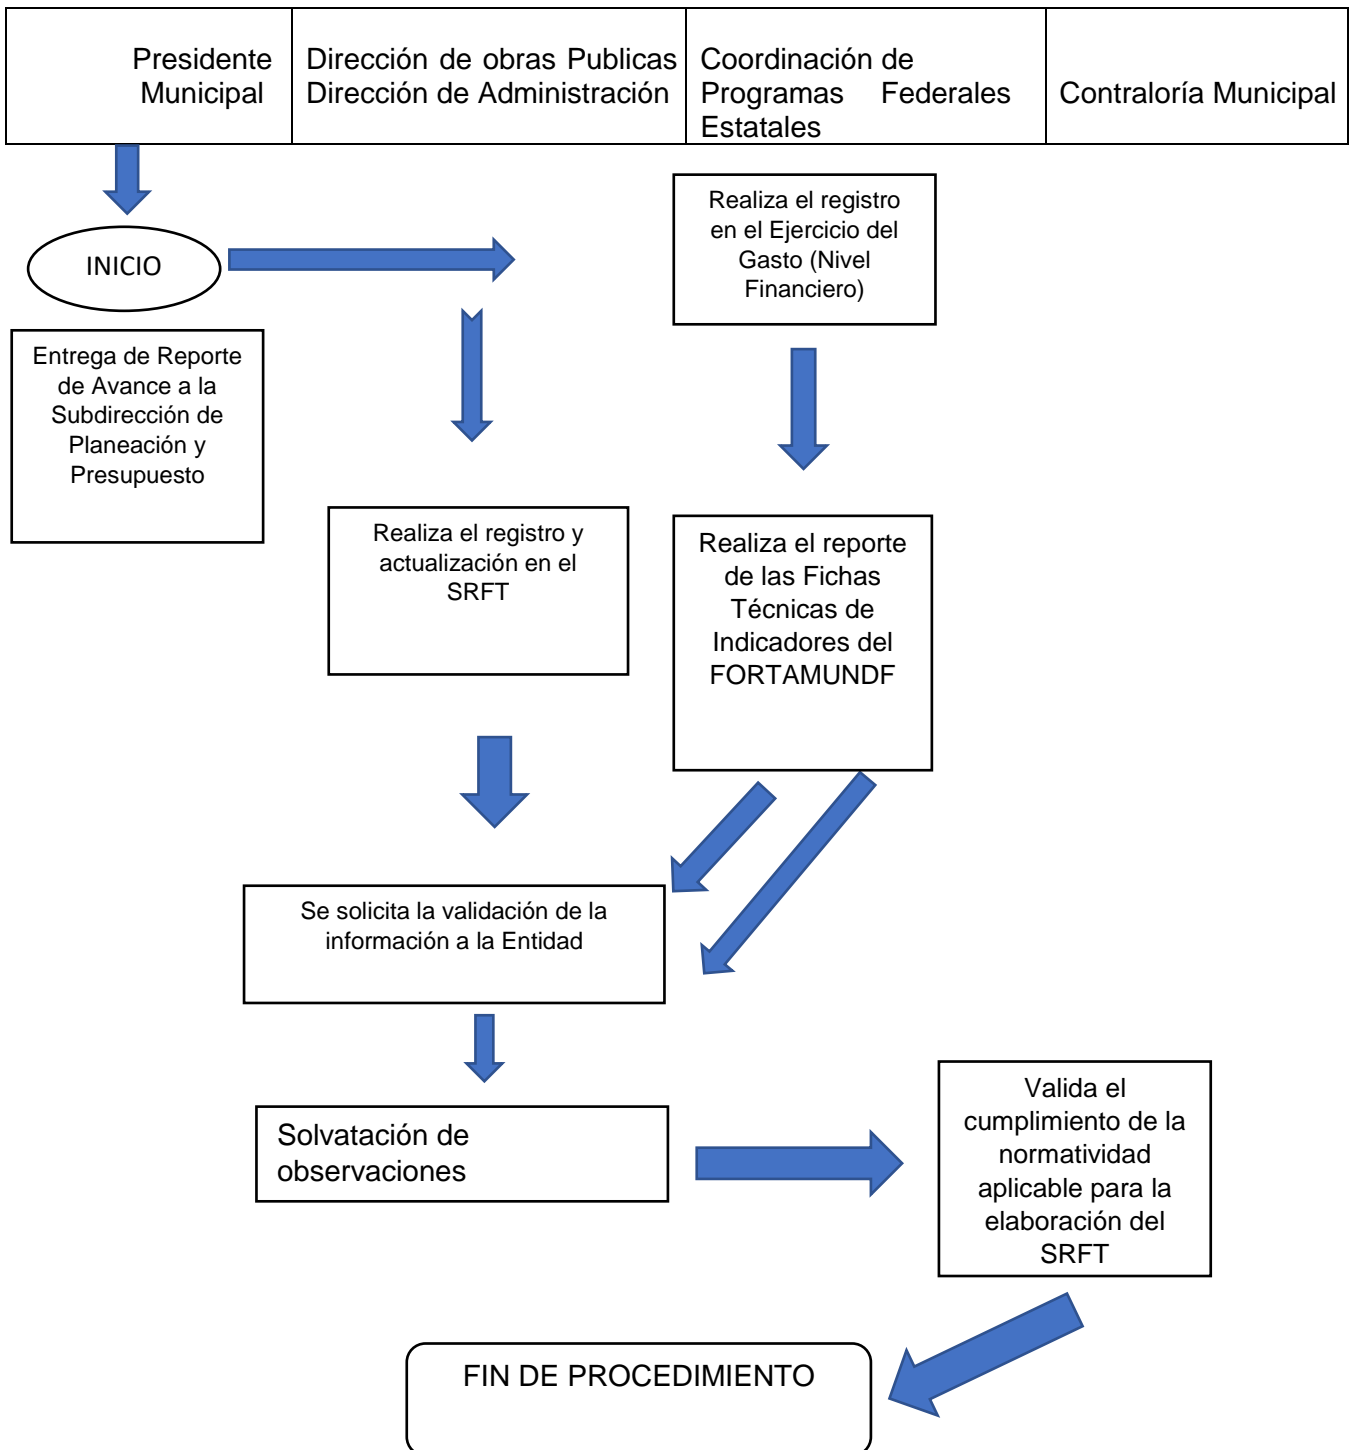 Presidente
Municipal
Dirección de obras Publicas
Dirección de Administración
Coordinación de
Programas Federales
Estatales
Contraloría Municipal
INICIO
Entrega de Reporte
de Avance a la
Subdirección de
Planeación y
Presupuesto
Realiza el registro
en el Ejercicio del
Gasto (Nivel
Financiero)
Realiza el registro y
actualización en el
SRFT
Realiza el reporte
de las Fichas
Técnicas de
Indicadores del
FORTAMUNDF
Se solicita la validación de la
información a la Entidad
Solvatación de
observaciones
Valida el
cumplimiento de la
normatividad
aplicable para la
elaboración del
SRFT
FIN DE PROCEDIMIENTO